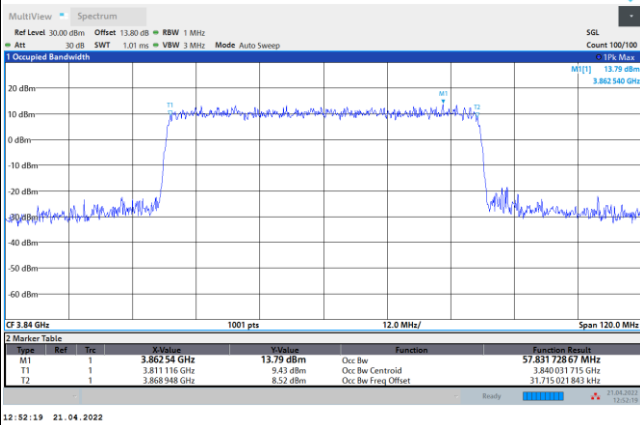 MultiView Spectrum
Ref Level 30.00 dBm Offset 13.80 dB RBW 1 MHz SGL
Att 30 dB SWT 1.01 ms VBW 3 MHz Mode Auto Sweep Count 100/100
1 Occupied Bandwidth 1Pk Max
M1[1] 13.79 dBm
3.862 540 GHz
M1
T1
T2
20 dBm
10 dBm
0 dBm
-10 dBm
-20 dBm
-30 dBm
-40 dBm
-50 dBm
-60 dBm
CF 3.84 GHz 1001 pts 12.0 MHz/ Span 120.0 MHz
2 Marker Table
Type Ref Trc X-Value Y-Value Function Function Result
M1 1 3.862 54 GHz 13.79 dBm Occ Bw 57.831 728 67 MHz
T1 1 3.811 116 GHz 9.43 dBm Occ Bw Centroid 3.840 031 715 GHz
T2 1 3.868 948 GHz 8.52 dBm Occ Bw Freq Offset 31.715 021 843 kHz
Ready 21.04.2022
12:52:19
12:52:19 21.04.2022